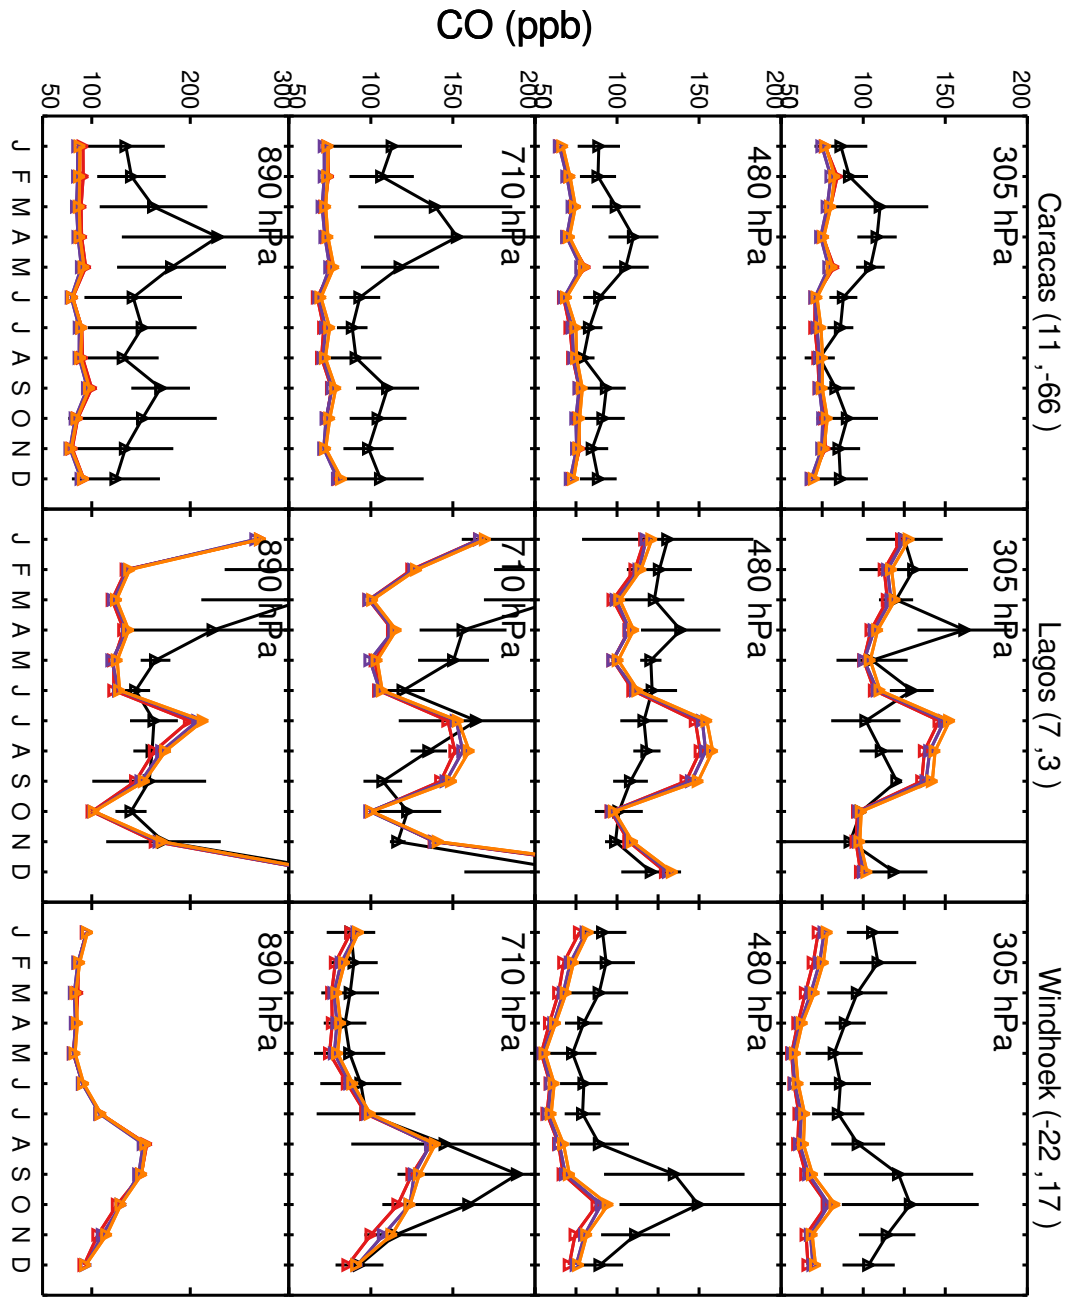 CO (ppb)
Caracas (11 ,-66 )
Lagos (7 ,3 )
Windhoek (-22 ,17 )
200
150
100
50
305 hPa
305 hPa
305 hPa
200
150
100
50
480 hPa
480 hPa
480 hPa
200
150
100
50
710 hPa
710 hPa
710 hPa
300
200
100
50
890 hPa
890 hPa
890 hPa
J F M A M J J A S O N D
J F M A M J J A S O N D
J F M A M J J A S O N D